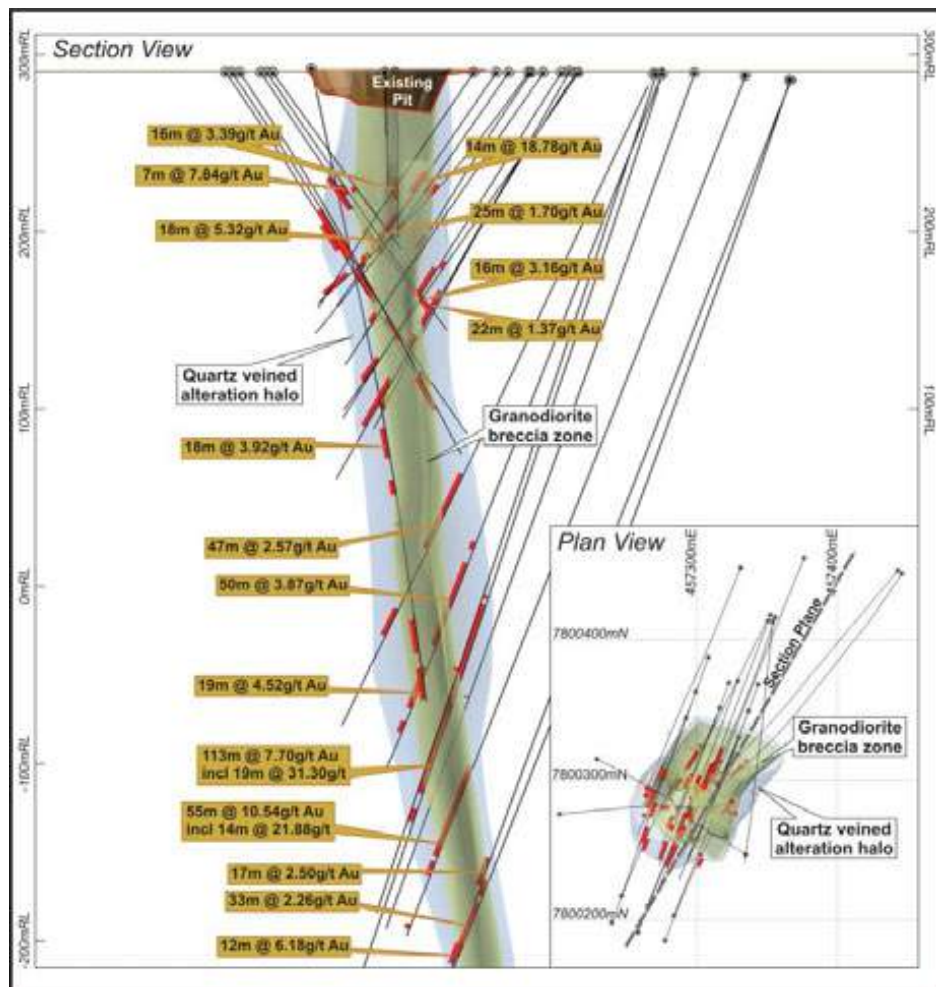 Section View
300mRL
300mRL
Existing
Pit
16m @ 3.39g/t Au
14m @ 18.78g/t Au
7m @ 7.84g/t Au
25m @ 1.70g/t Au
18m @ 5.32g/t Au
200mRL
200mRL
16m @ 3.16g/t Au
22m @ 1.37g/t Au
Quartz veined
alteration halo
100mRL
100mRL
Granodiorite
breccia zone
18m @ 3.92g/t Au
47m @ 2.57g/t Au
50m @ 3.87g/t Au
0mRL
19m @ 4.52g/t Au
113m @ 7.70g/t Au
incl 19m @ 31.30g/t
-100mRL
55m @ 10.54g/t Au
incl 14m @ 21.88g/t
17m @ 2.50g/t Au
33m @ 2.26g/t Au
12m @ 6.18g/t Au
-200mRL
Plan View
457300mE
457400mE
7800400mN
Section Plane
Granodiorite
breccia zone
7800300mN
Quartz veined
alteration halo
7800200mN